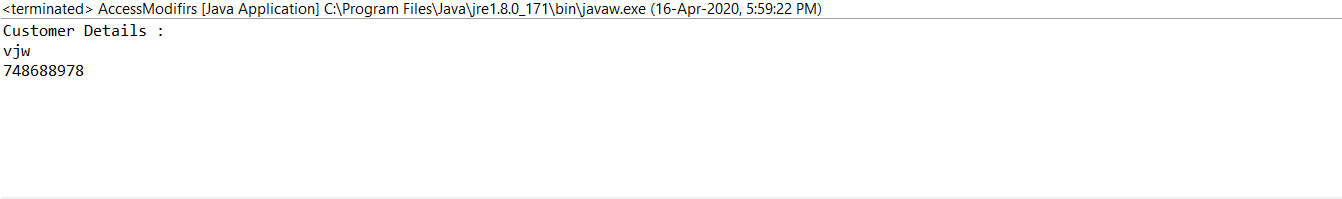 <terminated> AccessModifirs [Java Application] C:\Program Files\Java\jre1.8.0_171\bin\javaw.exe (16-Apr-2020, 5:59:22 PM)
Customer Details :
vjw
748688978